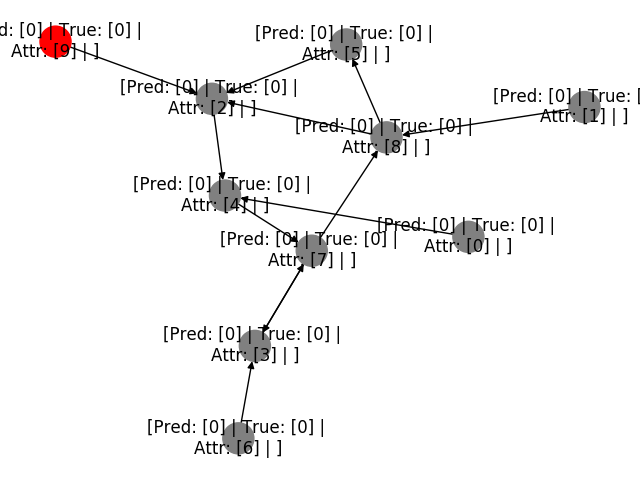 d: [0] | True: [0] |
Attr: [9] | ]
[Pred: [0] | True: [0] |
Attr: [5] | ]
[Pred: [0] | True: [0] |
Attr: [2] | ]
[Pred: [0] | True: [
Attr: [1] | ]
[Pred: [0] | True: [0] |
Attr: [8] | ]
[Pred: [0] | True: [0] |
Attr: [4] | ]
[Pred: [0] | True: [0] |
Attr: [0] | ]
[Pred: [0] | True: [0] |
Attr: [7] | ]
[Pred: [0] | True: [0] |
Attr: [3] | ]
[Pred: [0] | True: [0] |
Attr: [6] | ]